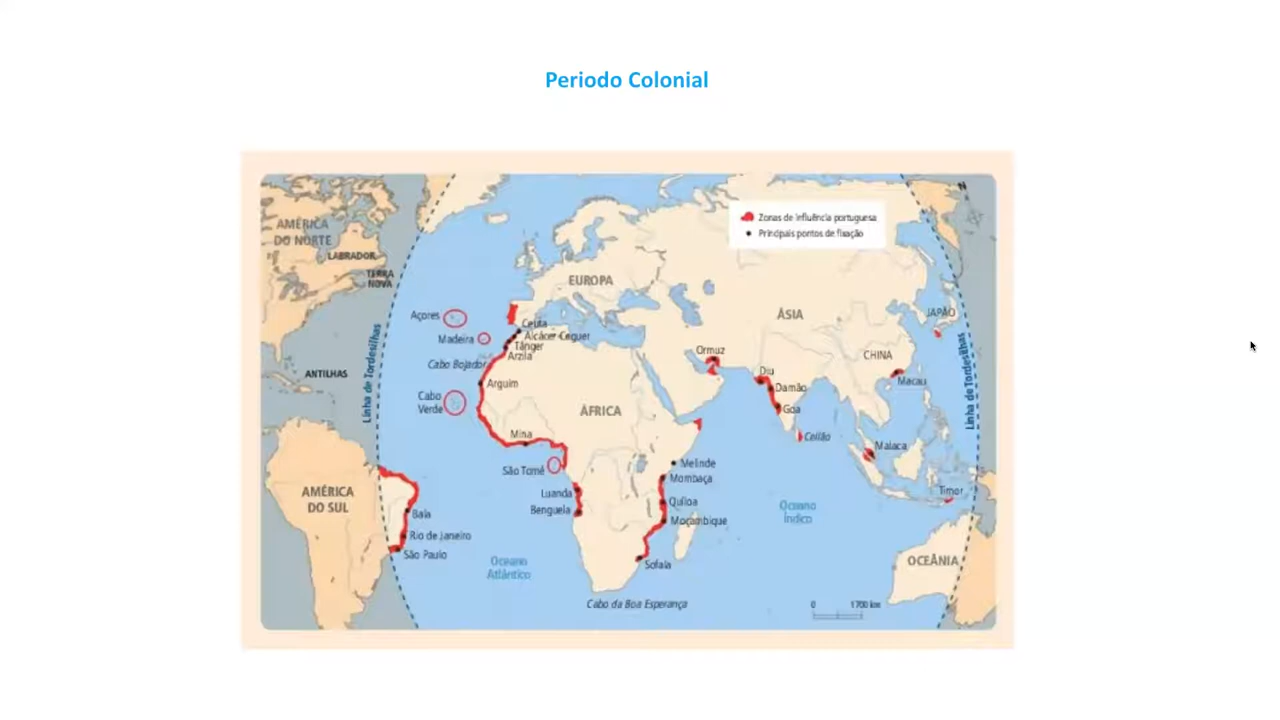 Periodo Colonial
N
Zonas de influência portuguesa
Principais pontos de fixação
AMÉRICA
DO NORTE
LABRADOR
TERRA
NOVA
EUROPA
ÁSIA
JAPÃO
Açores
Madeira
Ceuta
Alcácer Ceguer
Tânger
Arzila
Cabo Bojador
Ormuz
CHINA
Macau
ANTILHAS
Linha de Tordesilhas
Linha de Tordesilhas
Arguim
Cabo
Verde
Diu
Damão
Goa
ÁFRICA
Mina
Ceilão
Malaca
São Tomé
Melinde
Mombaça
AMÉRICA
DO SUL
Luanda
Benguela
Quíloa
Moçambique
Timor
Oceano
Índico
Baía
Rio de Janeiro
São Paulo
Oceano
Atlântico
Sofala
OCEÂNIA
Cabo da Boa Esperança
0 1700 km